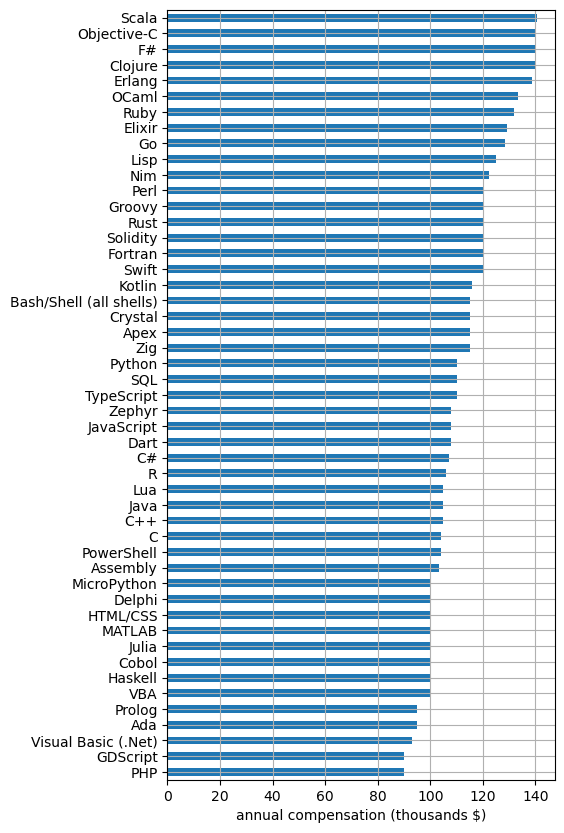 Scala
Objective-C
F#
Clojure
Erlang
OCaml
Ruby
Elixir
Go
Lisp
Nim
Perl
Groovy
Rust
Solidity
Fortran
Swift
Kotlin
Bash/Shell (all shells)
Crystal
Apex
Zig
Python
SQL
TypeScript
Zephyr
JavaScript
Dart
C#
R
Lua
Java
C++
C
PowerShell
Assembly
MicroPython
Delphi
HTML/CSS
MATLAB
Julia
Cobol
Haskell
VBA
Prolog
Ada
Visual Basic (.Net)
GDScript
PHP
0 20 40 60 80 100 120 140
annual compensation (thousands $)